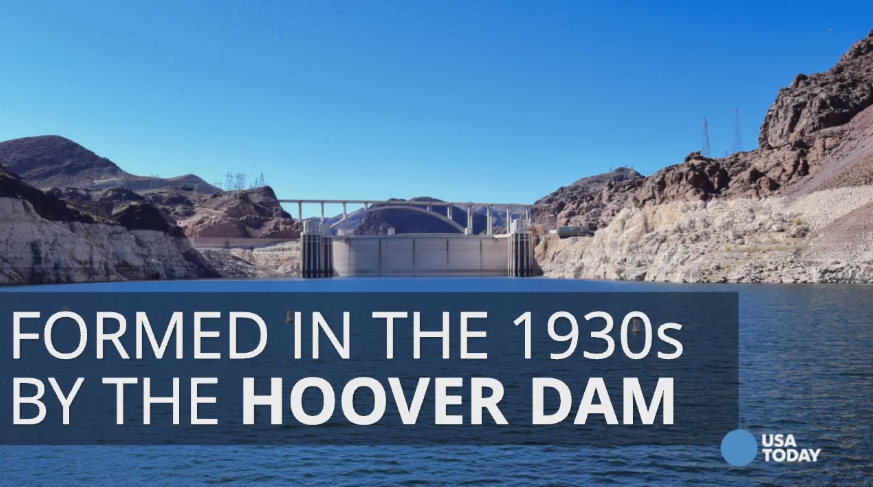 FORMED IN THE 1930s
BY THE HOOVER DAM
USA
TODAY